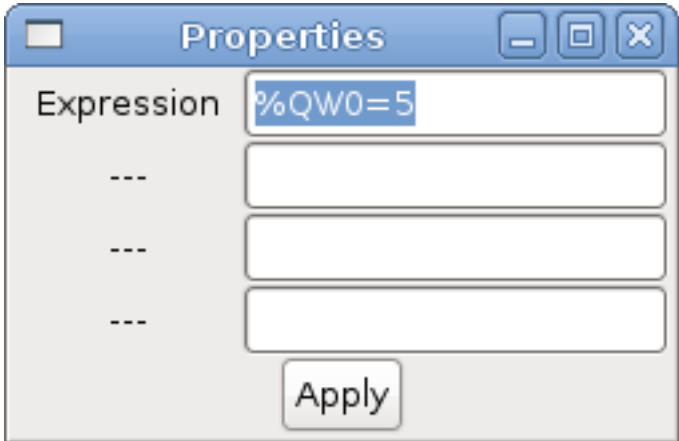 Properties
Expression %QW0=5
---
---
---
Apply